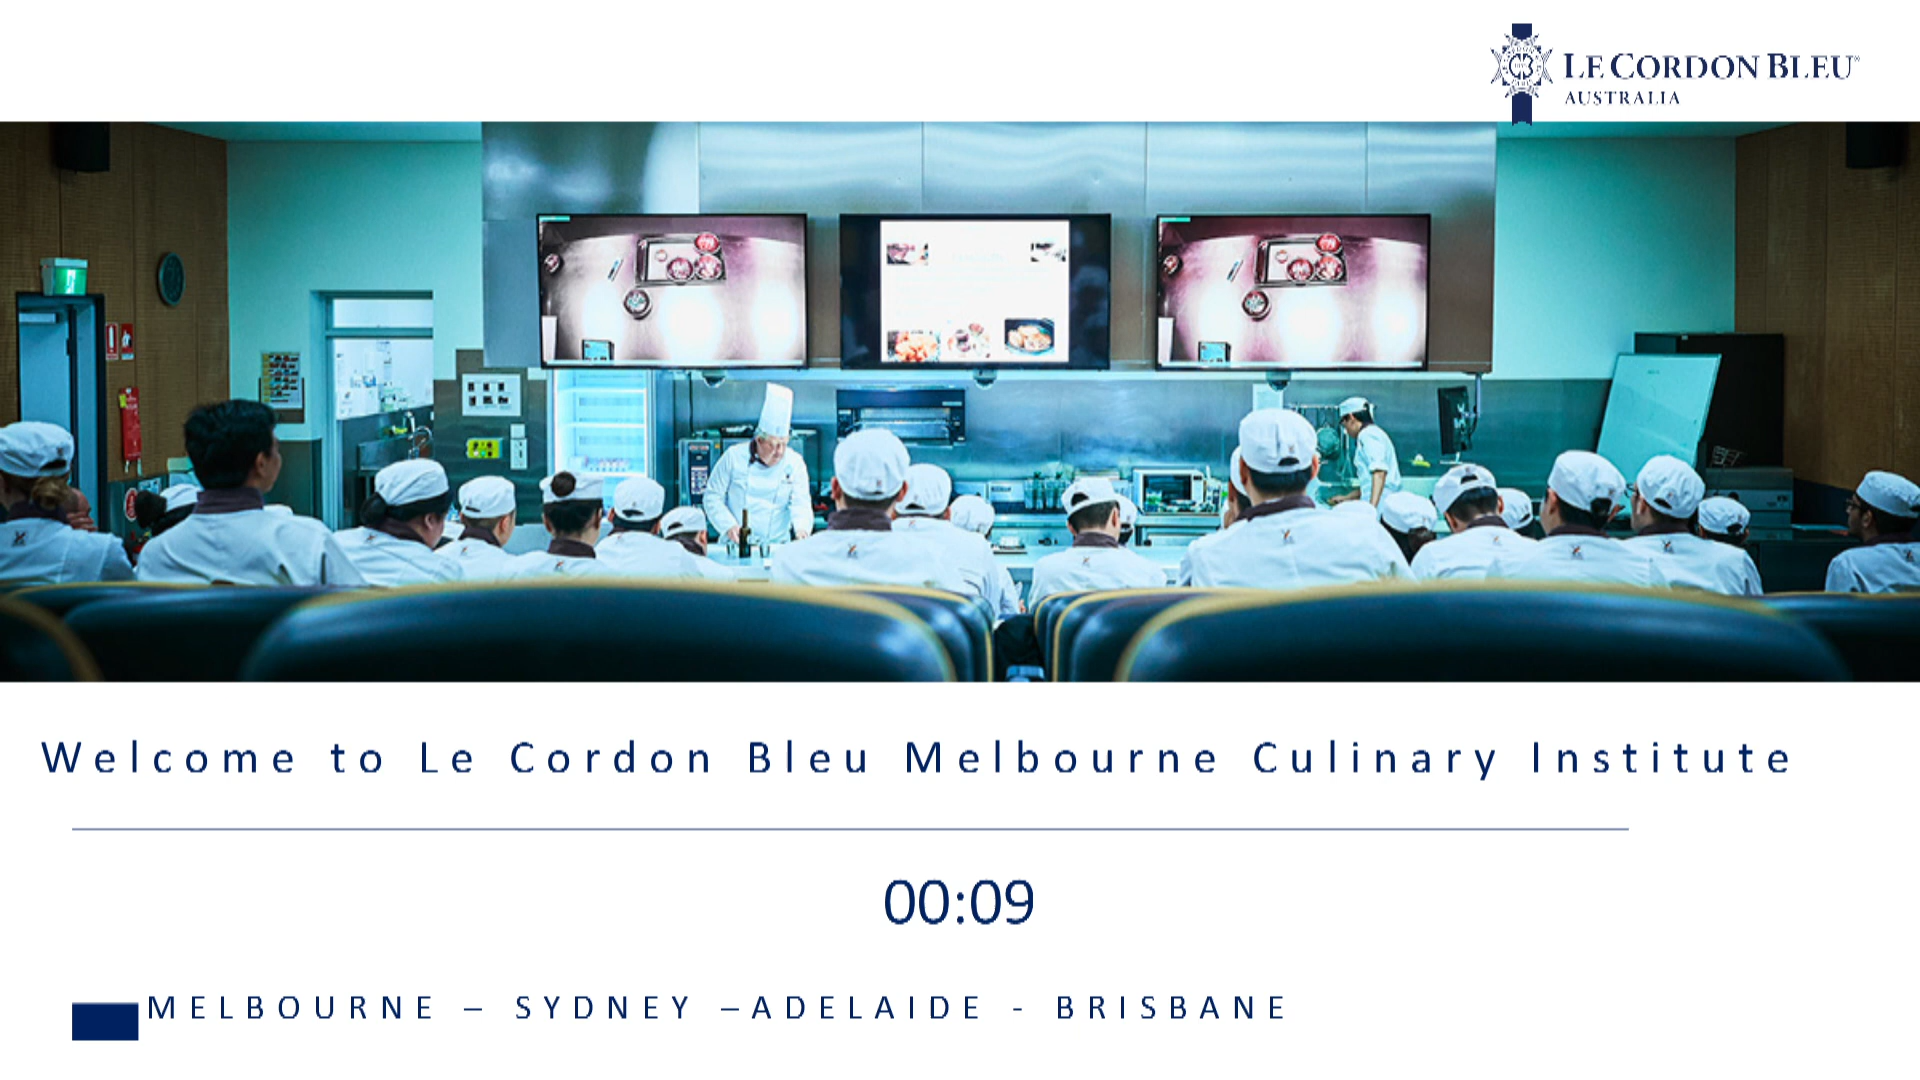 LE CORDON BLEU®
AUSTRALIA
Welcome to Le Cordon Bleu Melbourne Culinary Institute
00:09
MELBOURNE – SYDNEY –ADELAIDE - BRISBANE